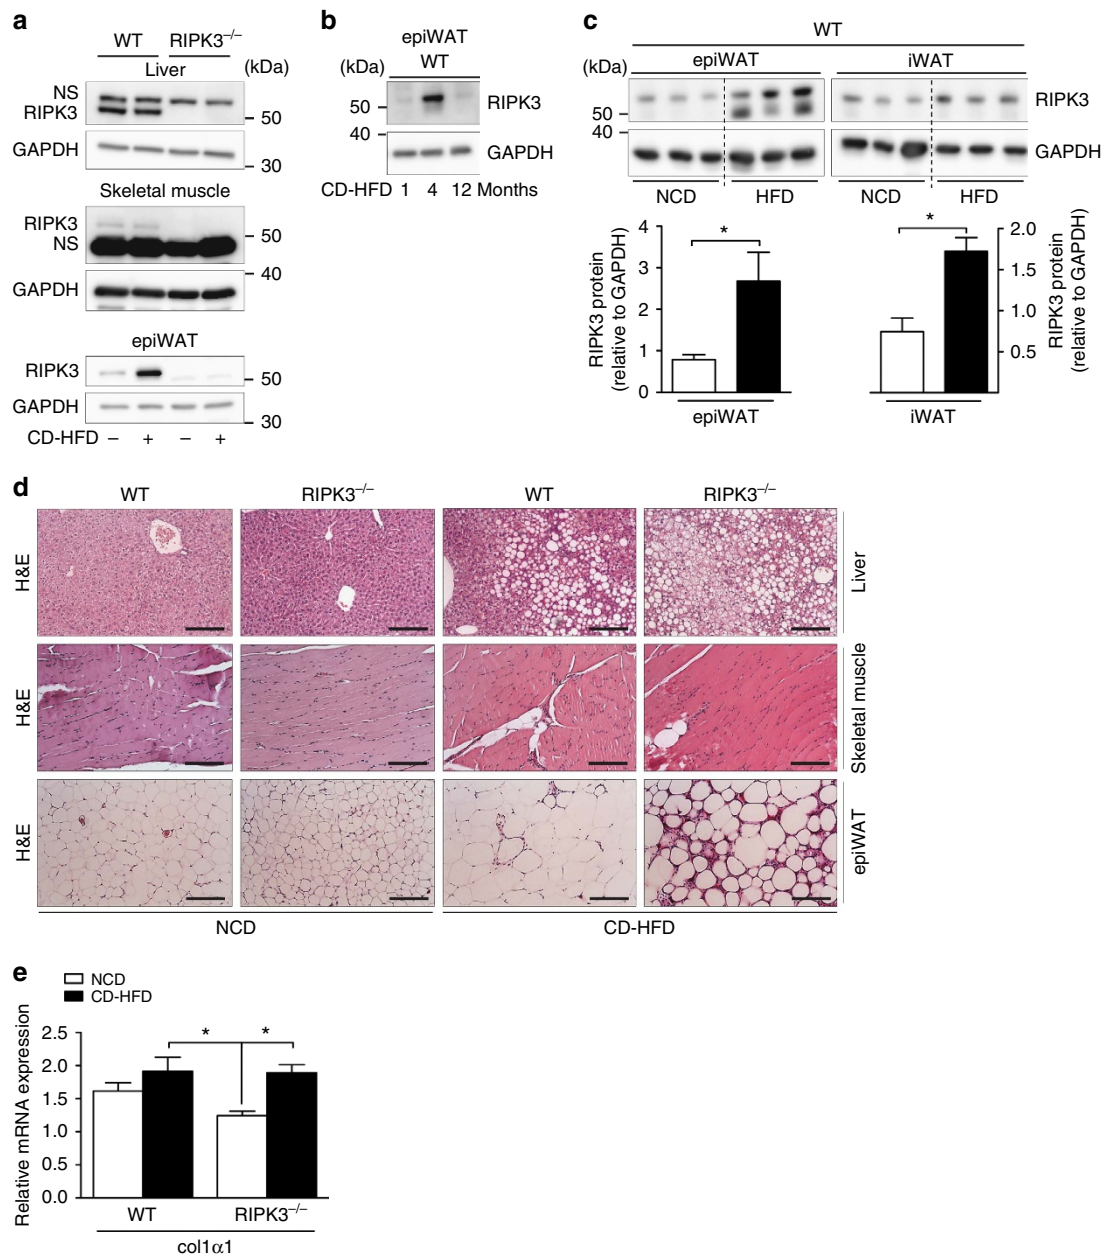 a
WT RIPK3–/–
Liver (kDa)
NS
RIPK3
50
GAPDH
30
Skeletal muscle
RIPK3
NS
50
40
GAPDH
epiWAT
RIPK3
50
GAPDH
30
CD-HFD – + – +
b
epiWAT
WT
(kDa)
50
RIPK3
40
GAPDH
CD-HFD 1 4 12 Months
c
WT
epiWAT iWAT
(kDa)
50
RIPK3
40
GAPDH
NCD HFD NCD HFD
RIPK3 protein
(relative to GAPDH)
4
3
2
1
0
*
epiWAT
*
iWAT
2.0
1.5
1.0
0.5
RIPK3 protein
(relative to GAPDH)
d
WT RIPK3–/– WT RIPK3–/–
H&E
Liver
H&E
Skeletal muscle
H&E
epiWAT
NCD CD-HFD
e
NCD
CD-HFD
Relative mRNA expression
2.5
2.0
1.5
1.0
0.5
0.0
* *
WT RIPK3–/–
col1α1